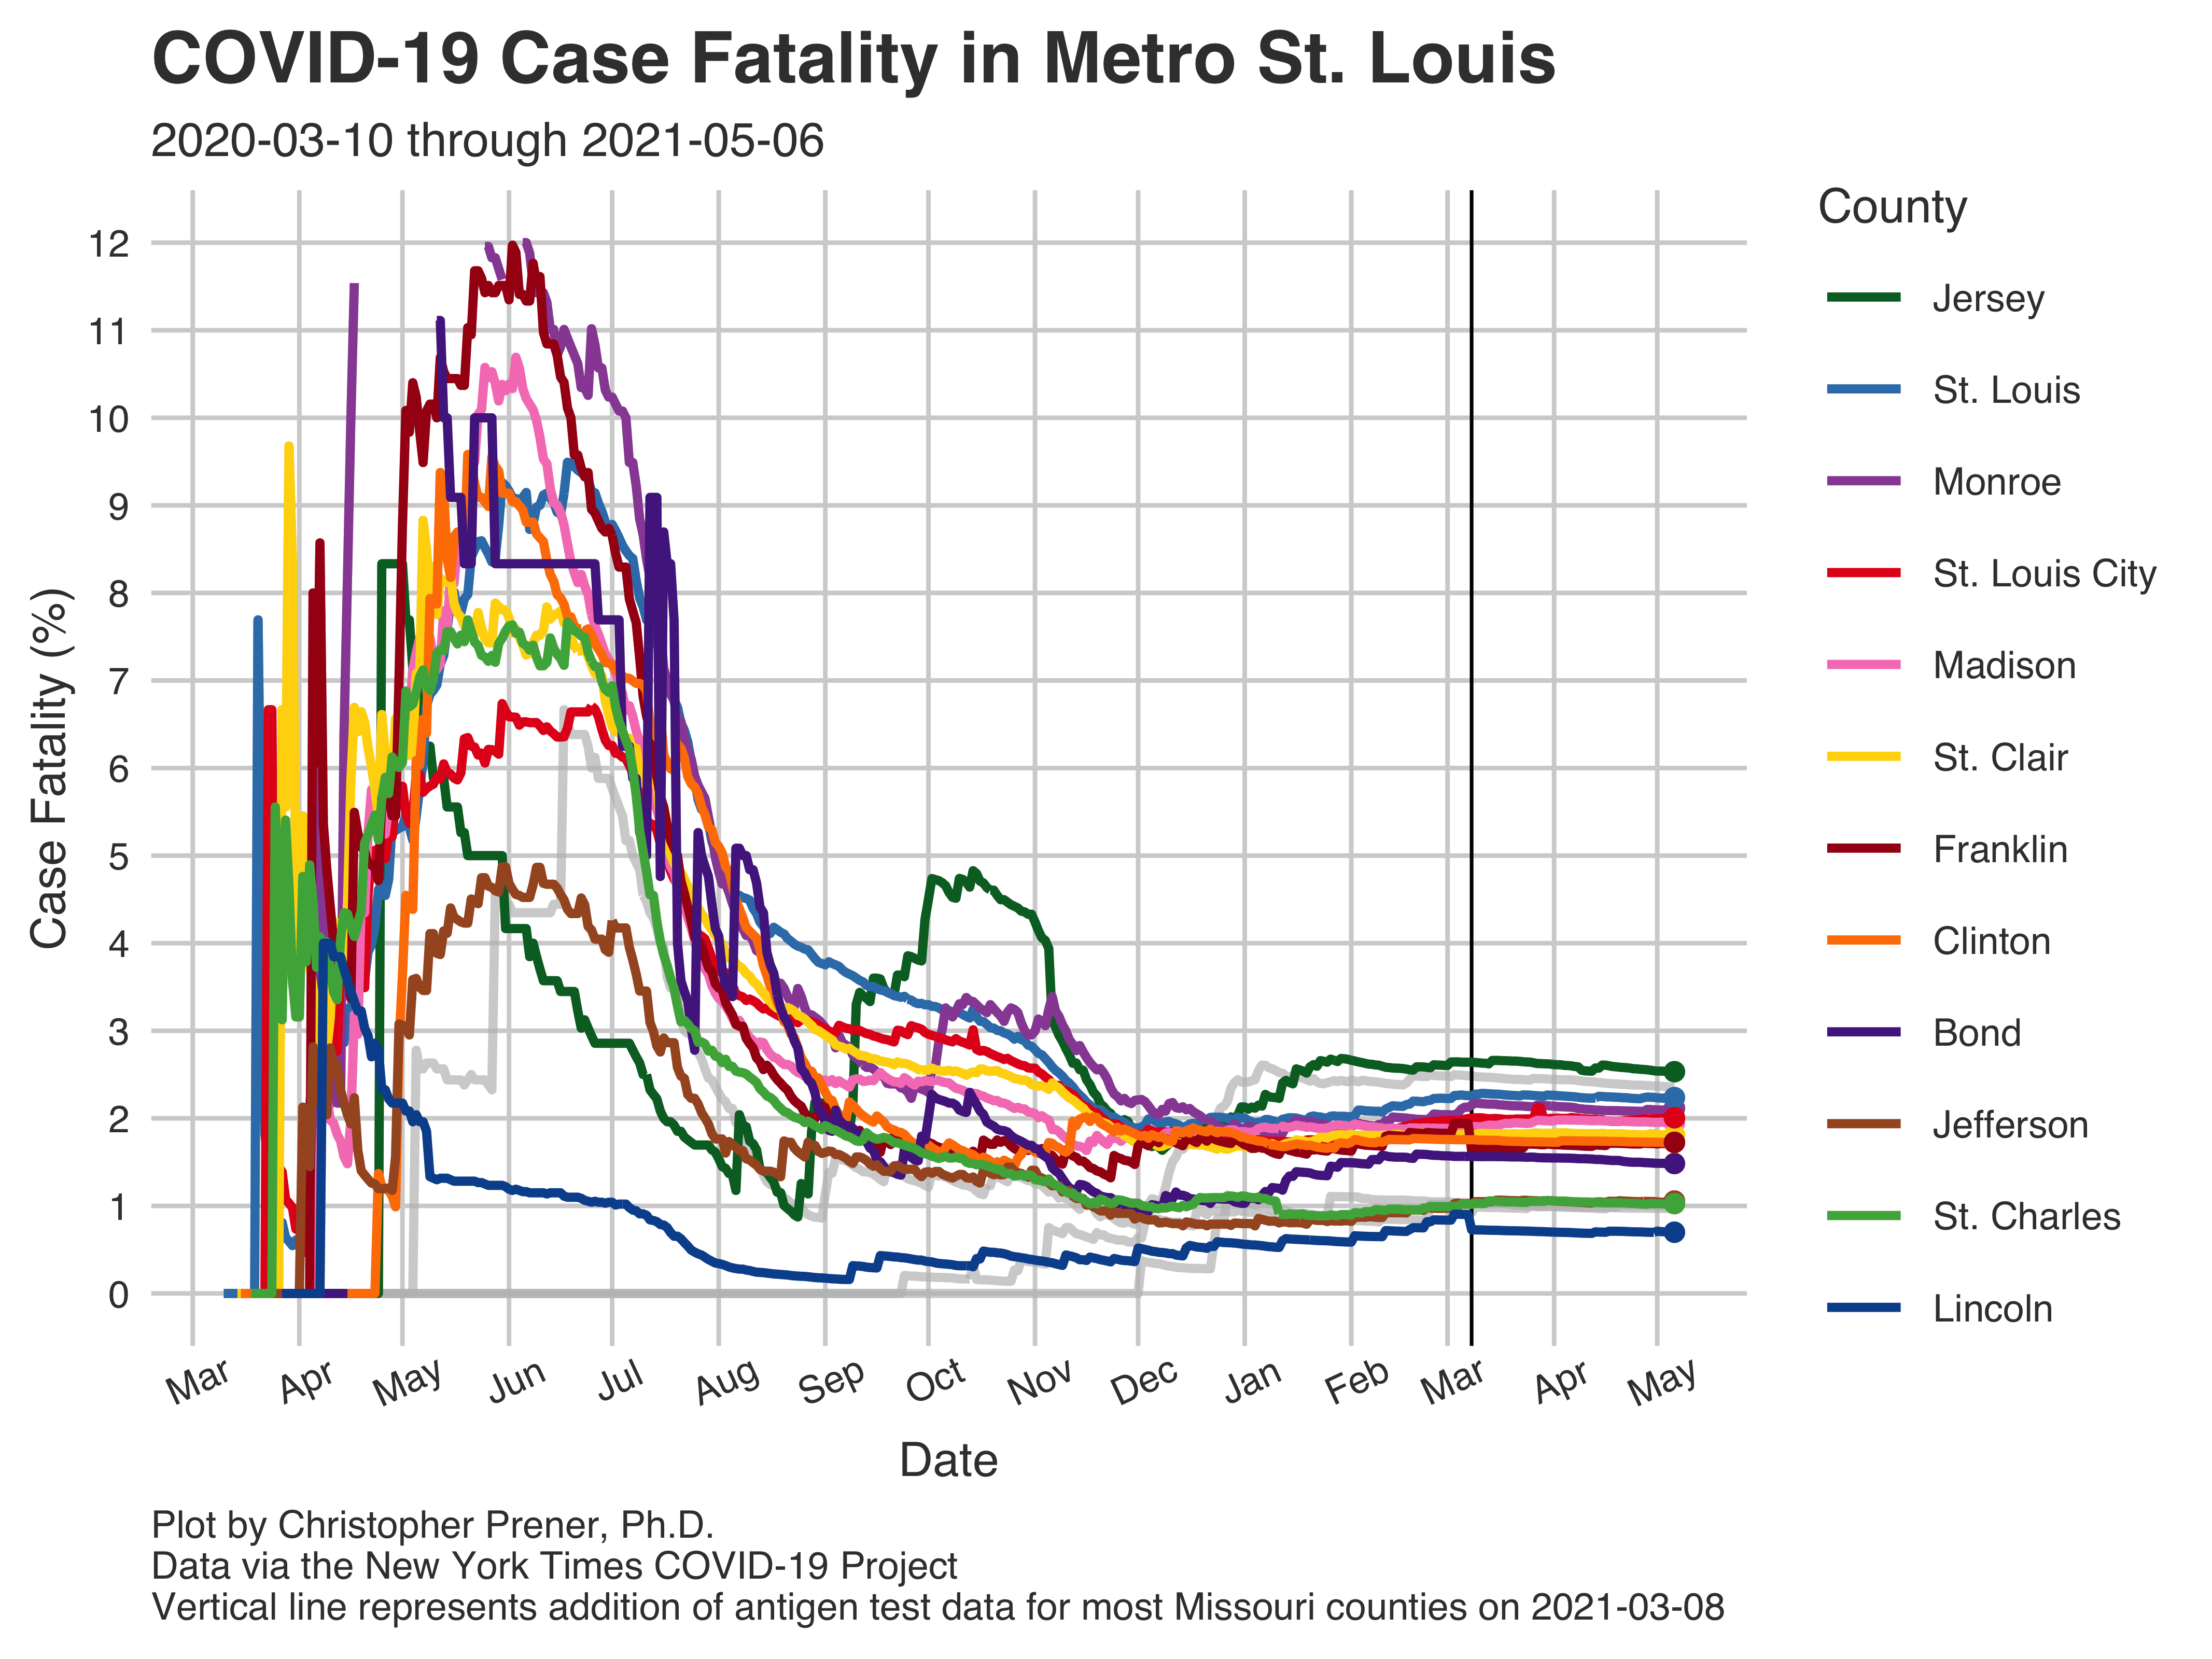 COVID-19 Case Fatality in Metro St. Louis
2020-03-10 through 2021-05-06
Case Fatality (%)
12
11
10
9
8
7
6
5
4
3
2
1
0
Mar Apr May Jun Jul Aug Sep Oct Nov Dec Jan Feb Mar Apr May
Date
County
Jersey
St. Louis
Monroe
St. Louis City
Madison
St. Clair
Franklin
Clinton
Bond
Jefferson
St. Charles
Lincoln
Plot by Christopher Prener, Ph.D.
Data via the New York Times COVID-19 Project
Vertical line represents addition of antigen test data for most Missouri counties on 2021-03-08